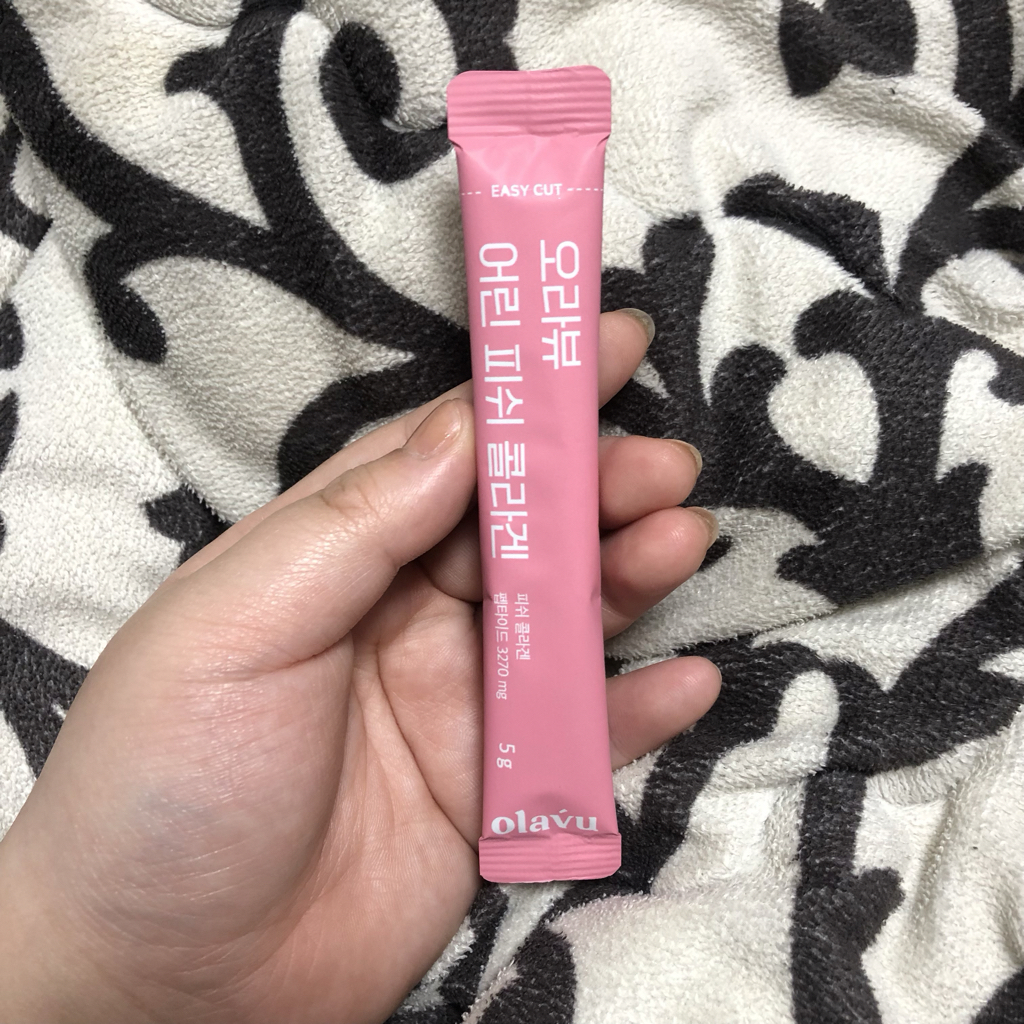 EASY CUT
오라뷰
어린 피쉬 콜라겐
피쉬 콜라겐
펩타이드 3270 mg
5 g
olavu